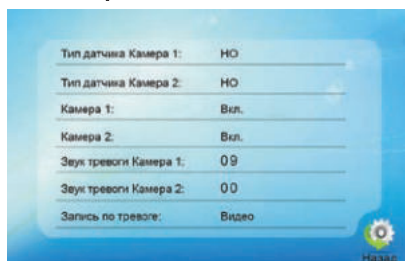 Тип датчика Камера 1: НО
Тип датчика Камера 2: НО
Камера 1: Вкл.
Камера 2: Вкл.
Звук тревоги Камера 1: 09
Звук тревоги Камера 2: 00
Запись по тревоге: Видео
Назад